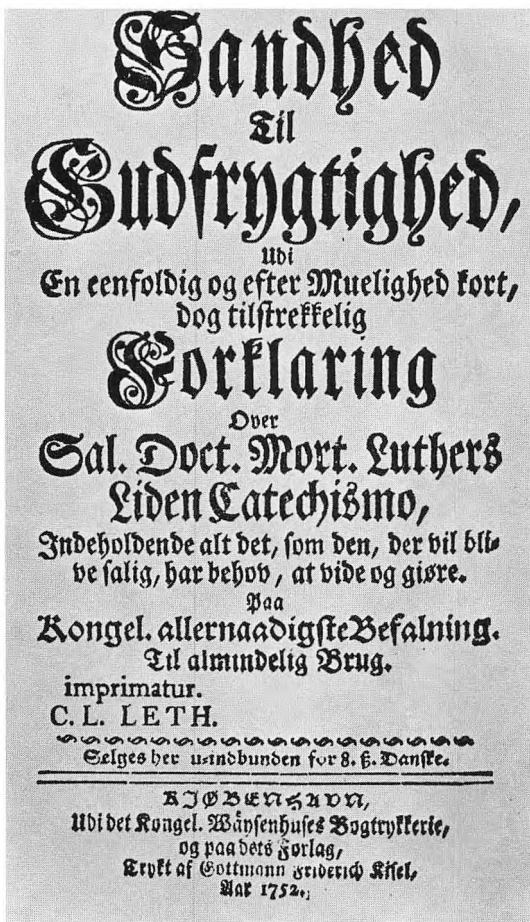 Sandhed
Til
Gudfrygtighed,
Udi
En eenfoldig og efter Muelighed kort,
dog tilstrekkelig
Forklaring
Over
Sal. Doct. Mort. Luthers
Liden Catechismo,
Indeholdende alt det, som den, der vil bli-
ve salig, har behov, at vide og giøre.
Paa
Kongel. allernaadigste Befalning.
Til almindelig Brug.
imprimatur.
C. L. LETH.
Sælges her u-indbunden for 8. ß. Danske.
KJØBENHAVN,
Udi det Kongel. Wäysenhuses Bogtrykkerie,
og paa dets Forlag,
Trykt af Gottmann Friderich Kisel,
Aar 1752.